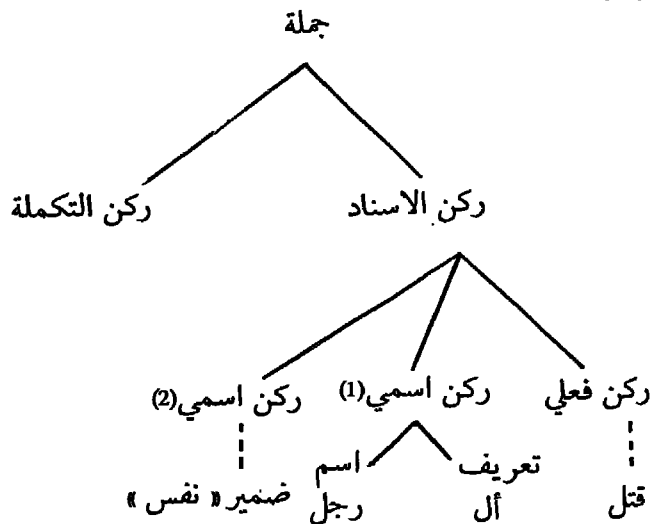 جملة
ركن الاسناد ركن التكملة
ركن فعلي ركن اسمي(1) ركن اسمي(2)
تعريف اسم ضمير « نفس »
قتل أل رجل